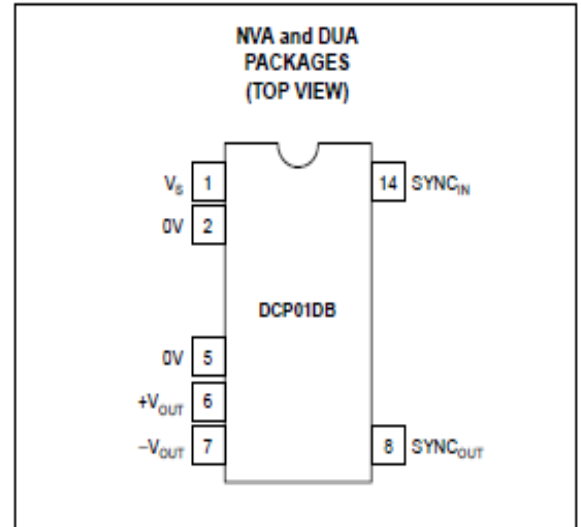 NVA and DUA
PACKAGES
(TOP VIEW)
VS 1
14 SYNCIN
0V 2
DCP01DB
0V 5
+VOUT 6
–VOUT 7
8 SYNCOUT